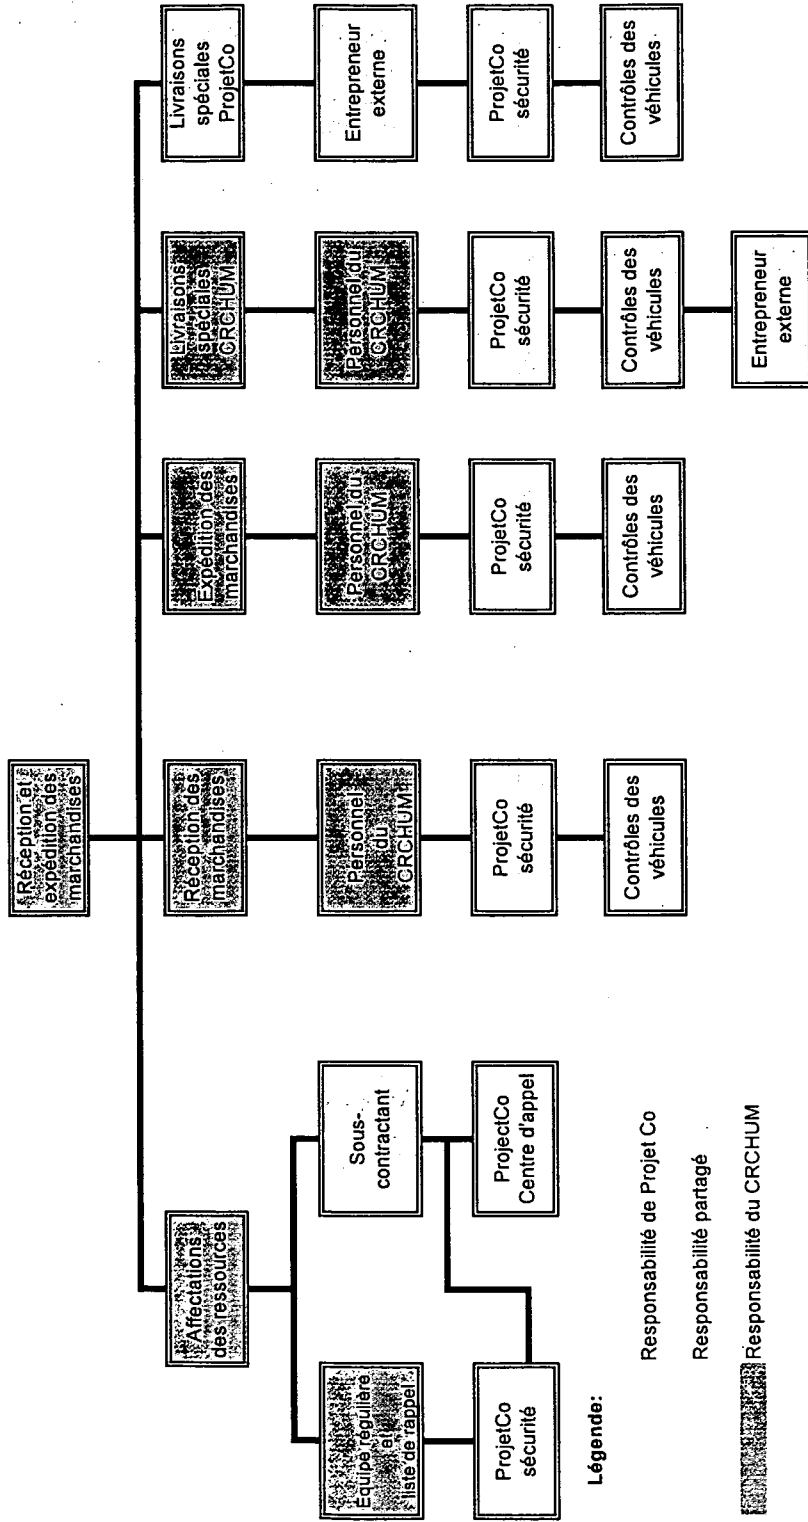 Réception et
expédition des
marchandises
Affectations
des ressources
Réception des
marchandises
Expédition des
marchandises
Livraisons
spéciales
CRCHUM
Livraisons
spéciales
ProjetCo
Équipe régulière
et
liste de rappel
Sous-
contractant
Personnel
du
CRCHUM
Personnel du
CRCHUM
Personnel du
CRCHUM
Entrepreneur
externe
ProjetCo
sécurité
ProjectCo
Centre d'appel
ProjetCo
sécurité
ProjetCo
sécurité
ProjetCo
sécurité
ProjetCo
sécurité
Contrôles des
véhicules
Contrôles des
véhicules
Contrôles des
véhicules
Contrôles des
véhicules
Entrepreneur
externe
Légende:
Responsabilité de Projet Co
Responsabilité partagé
Responsabilité du CRCHUM